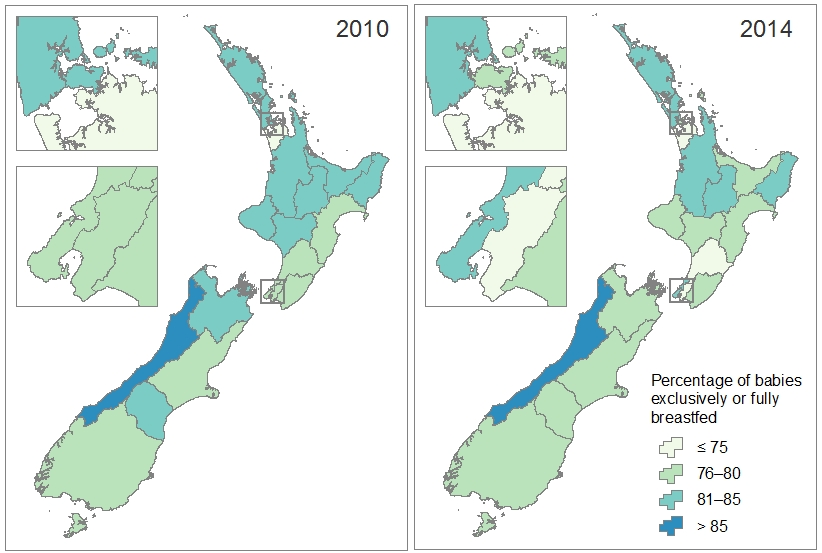 2010
2014
Percentage of babies
exclusively or fully
breastfed
≤ 75
76–80
81–85
> 85